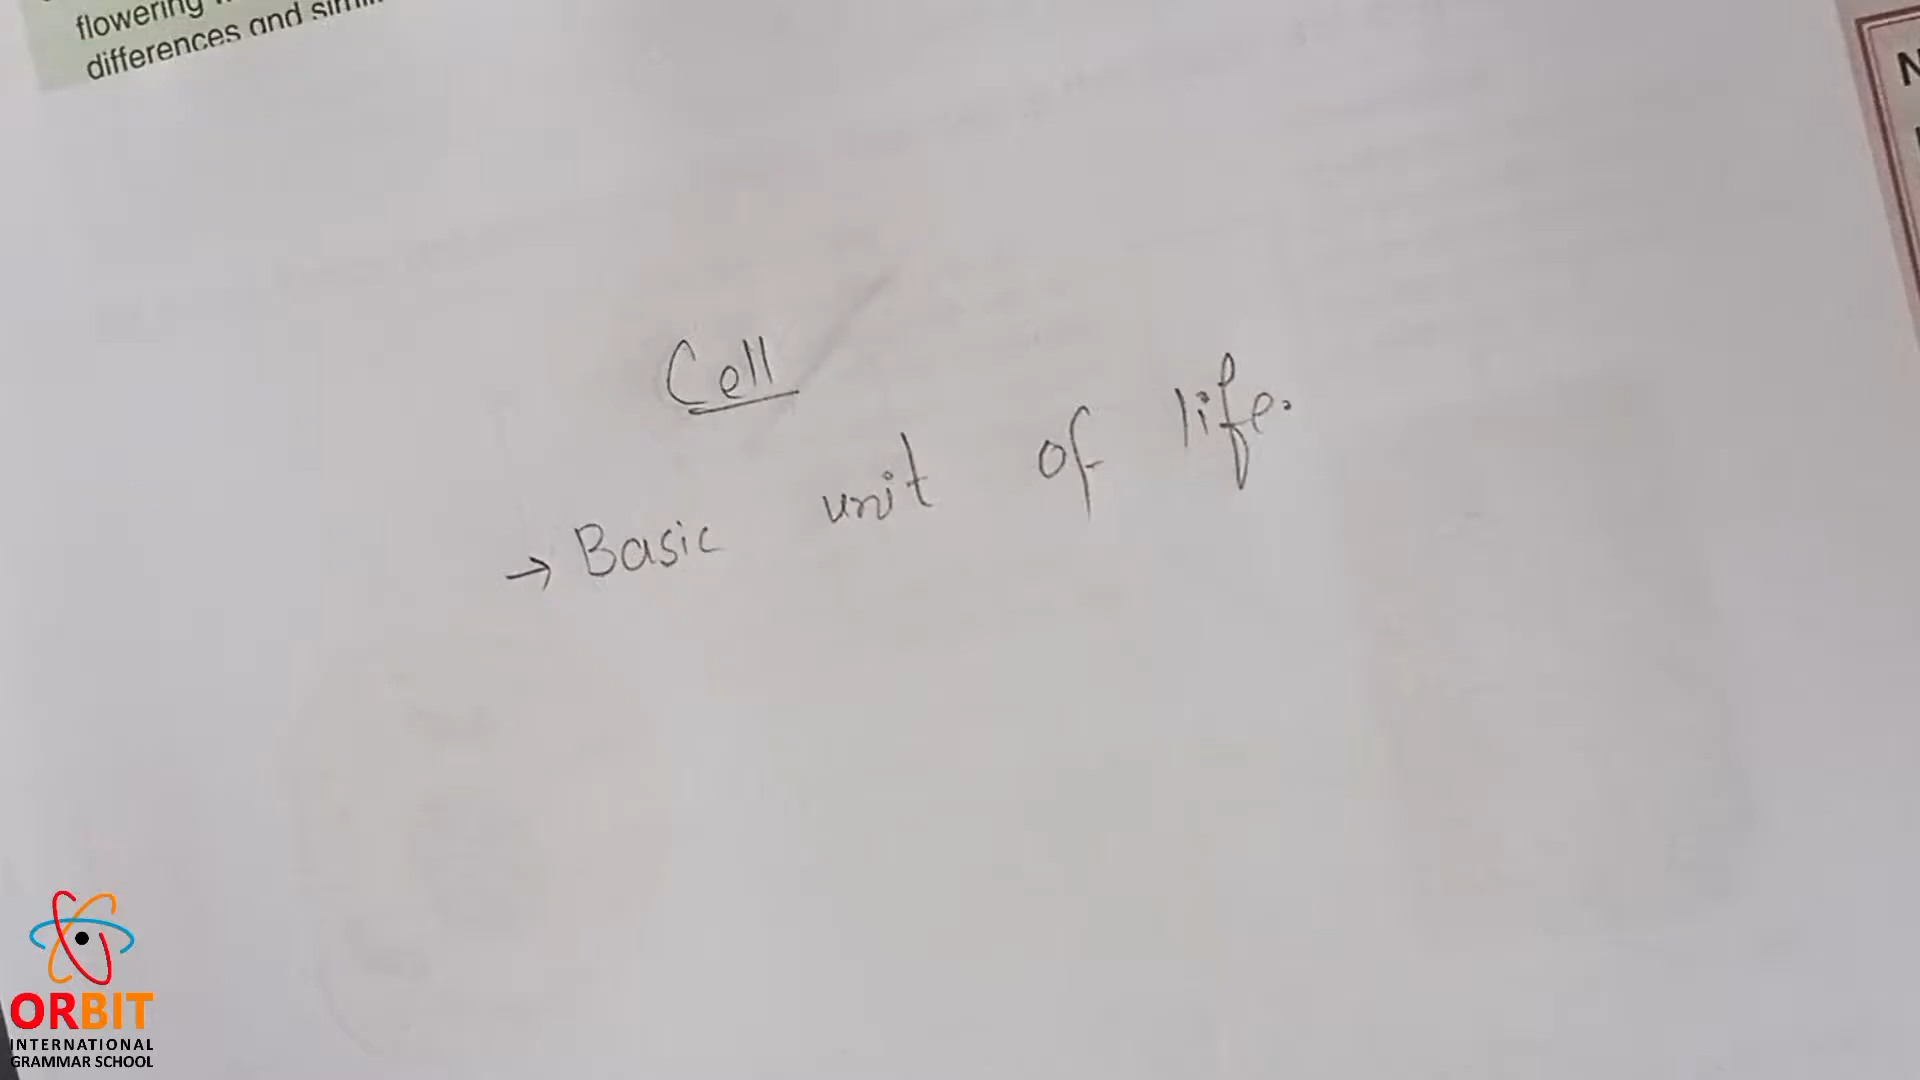 flowering
differences and
N
Cell
→ Basic unit of life.
ORBIT
INTERNATIONAL
GRAMMAR SCHOOL